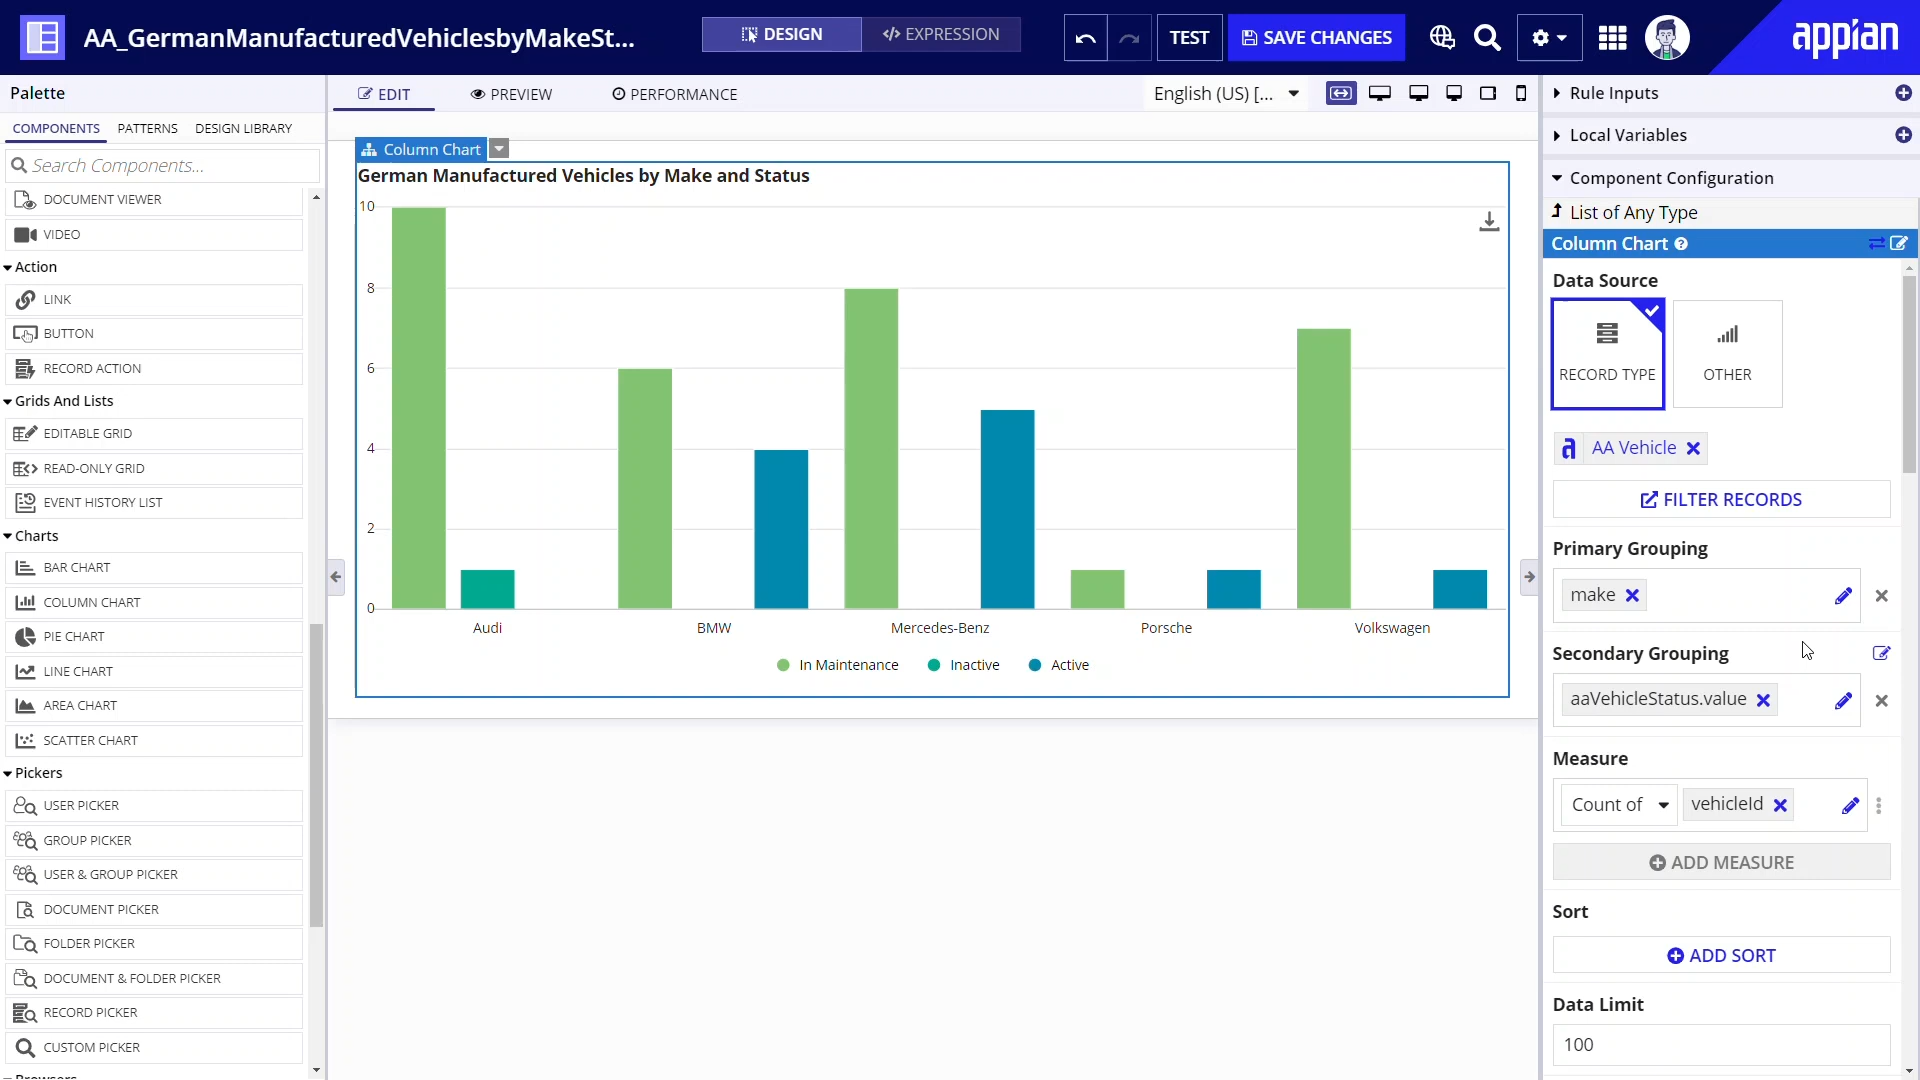 AA_GermanManufacturedVehiclesbyMakeSt...
DESIGN
EXPRESSION
TEST
SAVE CHANGES
appian
Palette
COMPONENTS
PATTERNS
DESIGN LIBRARY
Search Components...
DOCUMENT VIEWER
VIDEO
Action
LINK
BUTTON
RECORD ACTION
Grids And Lists
EDITABLE GRID
READ-ONLY GRID
EVENT HISTORY LIST
Charts
BAR CHART
COLUMN CHART
PIE CHART
LINE CHART
AREA CHART
SCATTER CHART
Pickers
USER PICKER
GROUP PICKER
USER & GROUP PICKER
DOCUMENT PICKER
FOLDER PICKER
DOCUMENT & FOLDER PICKER
RECORD PICKER
CUSTOM PICKER
Browsers
EDIT
PREVIEW
PERFORMANCE
English (US) [...
Column Chart
German Manufactured Vehicles by Make and Status
10
8
6
4
2
0
Audi
BMW
Mercedes-Benz
Porsche
Volkswagen
In Maintenance
Inactive
Active
Rule Inputs
Local Variables
Component Configuration
List of Any Type
Column Chart
Data Source
RECORD TYPE
OTHER
a AA Vehicle
FILTER RECORDS
Primary Grouping
make
Secondary Grouping
aaVehicleStatus.value
Measure
Count of
vehicleId
ADD MEASURE
Sort
ADD SORT
Data Limit
100